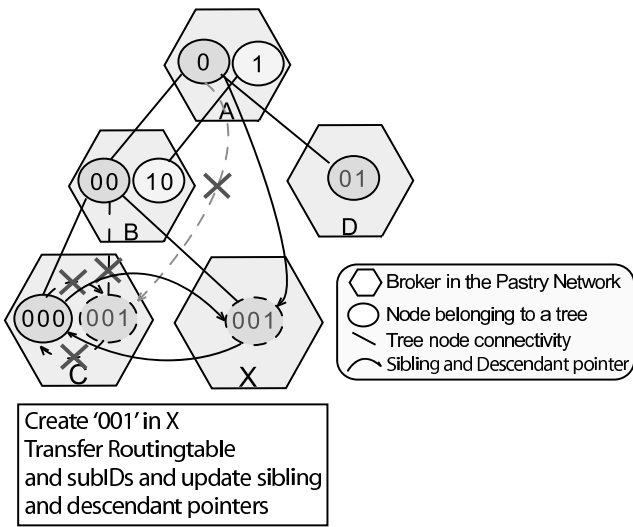 0
1
A
00
10
B
01
D
000
001
C
001
X
Broker in the Pastry Network
Node belonging to a tree
Tree node connectivity
Sibling and Descendant pointer
Create ‘001’ in X
Transfer Routingtable
and subIDs and update sibling
and descendant pointers